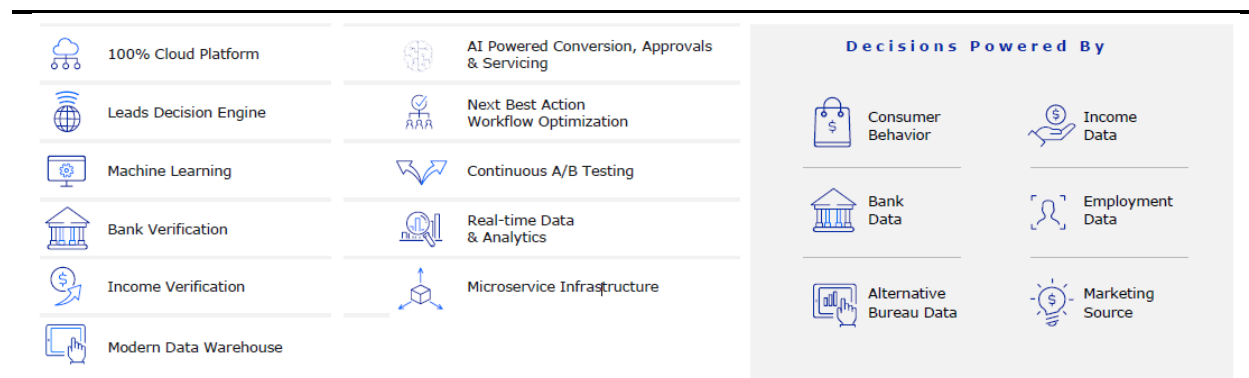 100% Cloud Platform
Leads Decision Engine
Machine Learning
Bank Verification
Income Verification
Modern Data Warehouse
AI Powered Conversion, Approvals
& Servicing
Next Best Action
Workflow Optimization
Continuous A/B Testing
Real-time Data
& Analytics
Microservice Infrastructure
Decisions Powered By
Consumer
Behavior
Income
Data
Bank
Data
Employment
Data
Alternative
Bureau Data
Marketing
Source